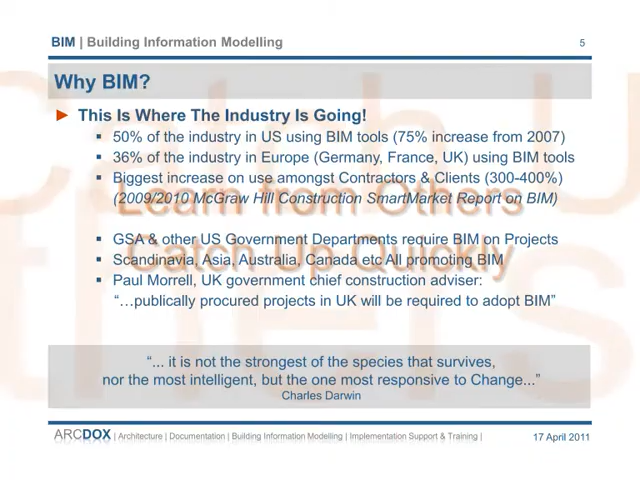 BIM | Building Information Modelling
5
Why BIM?
► This Is Where The Industry Is Going!
▪ 50% of the industry in US using BIM tools (75% increase from 2007)
▪ 36% of the industry in Europe (Germany, France, UK) using BIM tools
▪ Biggest increase on use amongst Contractors & Clients (300-400%)
(2009/2010 McGraw Hill Construction SmartMarket Report on BIM)
Learn from Others
▪ GSA & other US Government Departments require BIM on Projects
Catch Up Quickly
▪ Scandinavia, Asia, Australia, Canada etc All promoting BIM
▪ Paul Morrell, UK government chief construction adviser:
“…publically procured projects in UK will be required to adopt BIM”
“... it is not the strongest of the species that survives,
nor the most intelligent, but the one most responsive to Change...”
Charles Darwin
ARCDOX | Architecture | Documentation | Building Information Modelling | Implementation Support & Training |
17 April 2011